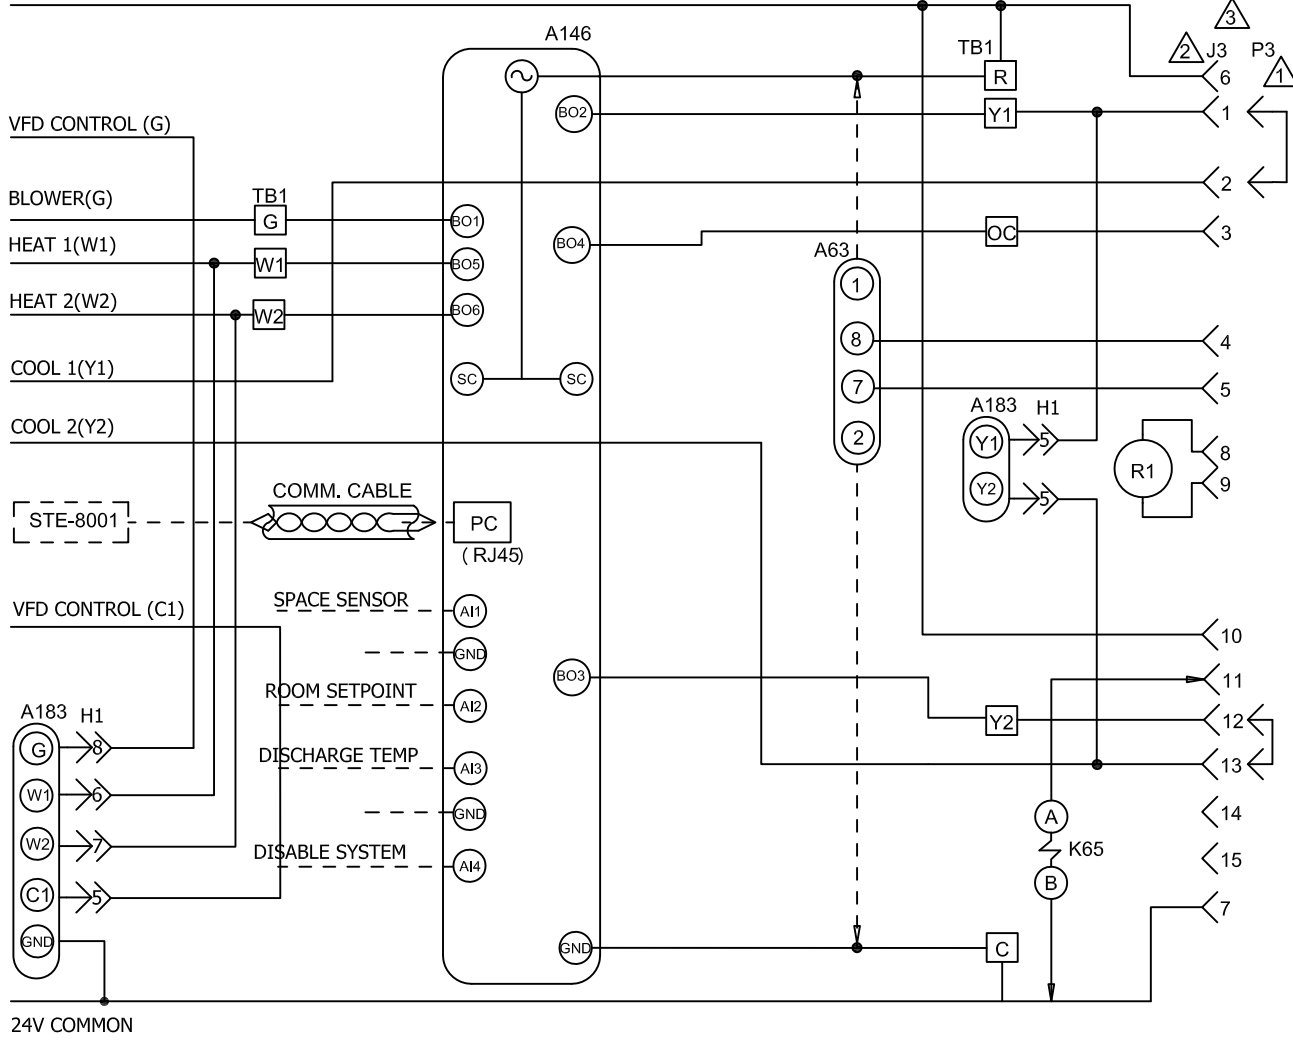 3
A146
TB1
2
J3
P3
1
R
6
BO2
Y1
1
VFD CONTROL (G)
2
BLOWER(G)
TB1
G
BO1
HEAT 1(W1)
W1
BO5
BO4
OC
3
A63
1
HEAT 2(W2)
W2
BO6
8
4
COOL 1(Y1)
SC
SC
7
5
A183
H1
COOL 2(Y2)
2
Y1
5
8
R1
9
Y2
5
COMM. CABLE
STE-8001
PC
(RJ45)
SPACE SENSOR
AI1
VFD CONTROL (C1)
10
GND
BO3
11
ROOM SETPOINT
AI2
A183
H1
Y2
12
G
8
DISCHARGE TEMP
AI3
13
W1
6
GND
A
14
W2
7
DISABLE SYSTEM
AI4
K65
15
B
C1
5
7
GND
GND
C
24V COMMON